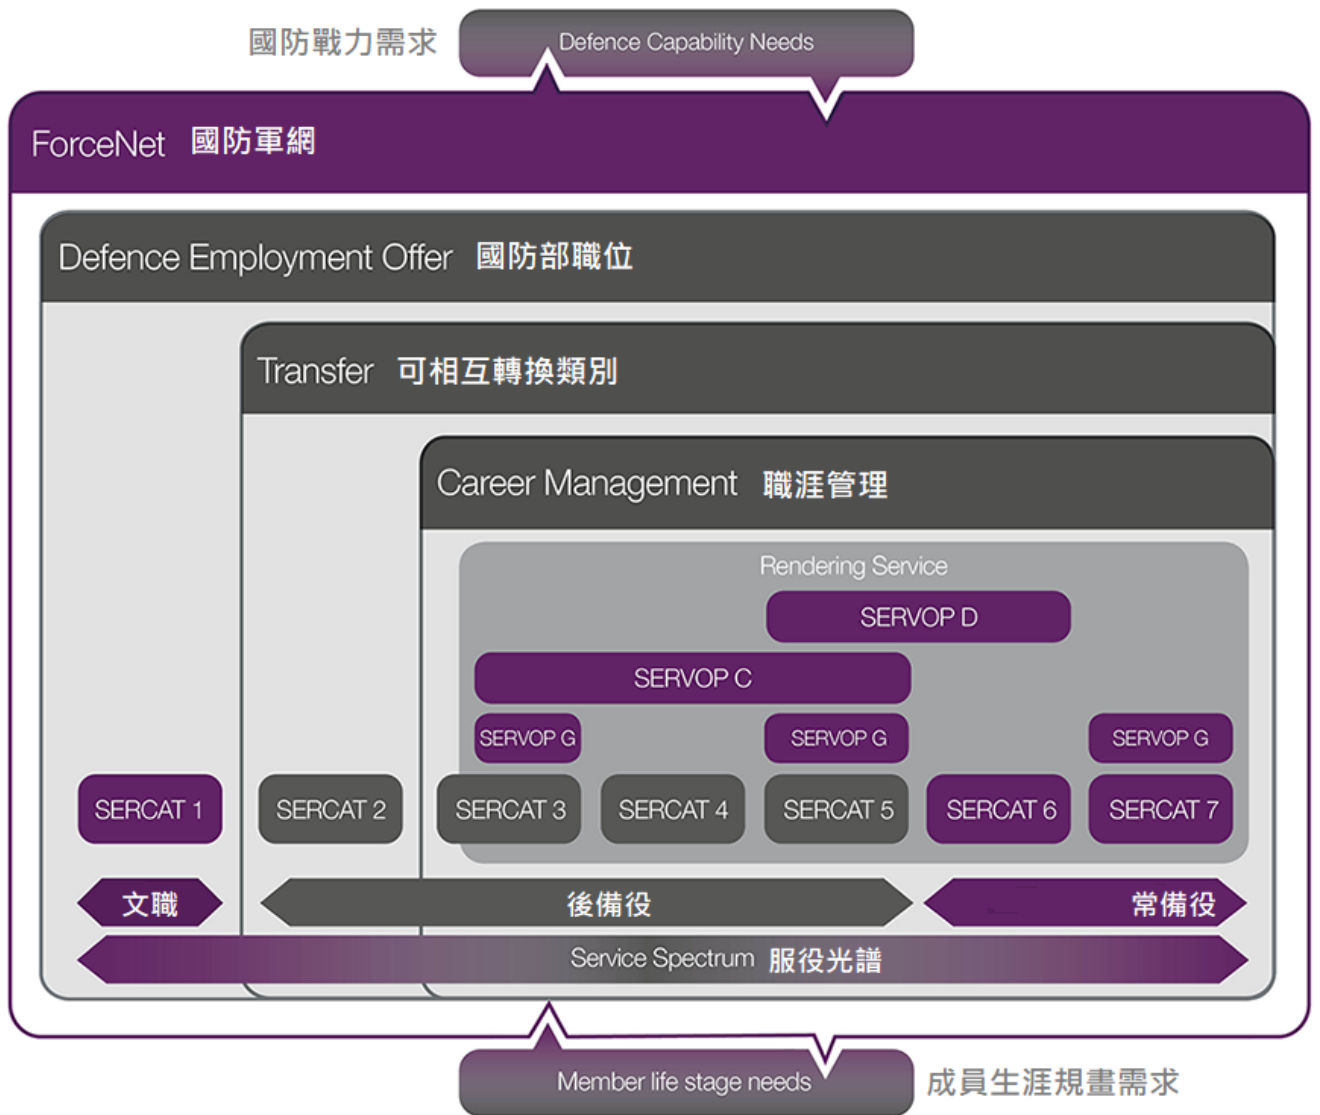 國防戰力需求 Defence Capability Needs
ForceNet 國防軍網
Defence Employment Offer 國防部職位
Transfer 可相互轉換類別
Career Management 職涯管理
Rendering Service
SERVOP D
SERVOP C
SERVOP G SERVOP G SERVOP G
SERCAT 1 SERCAT 2 SERCAT 3 SERCAT 4 SERCAT 5 SERCAT 6 SERCAT 7
文職 後備役 常備役
Service Spectrum 服役光譜
Member life stage needs 成員生涯規畫需求